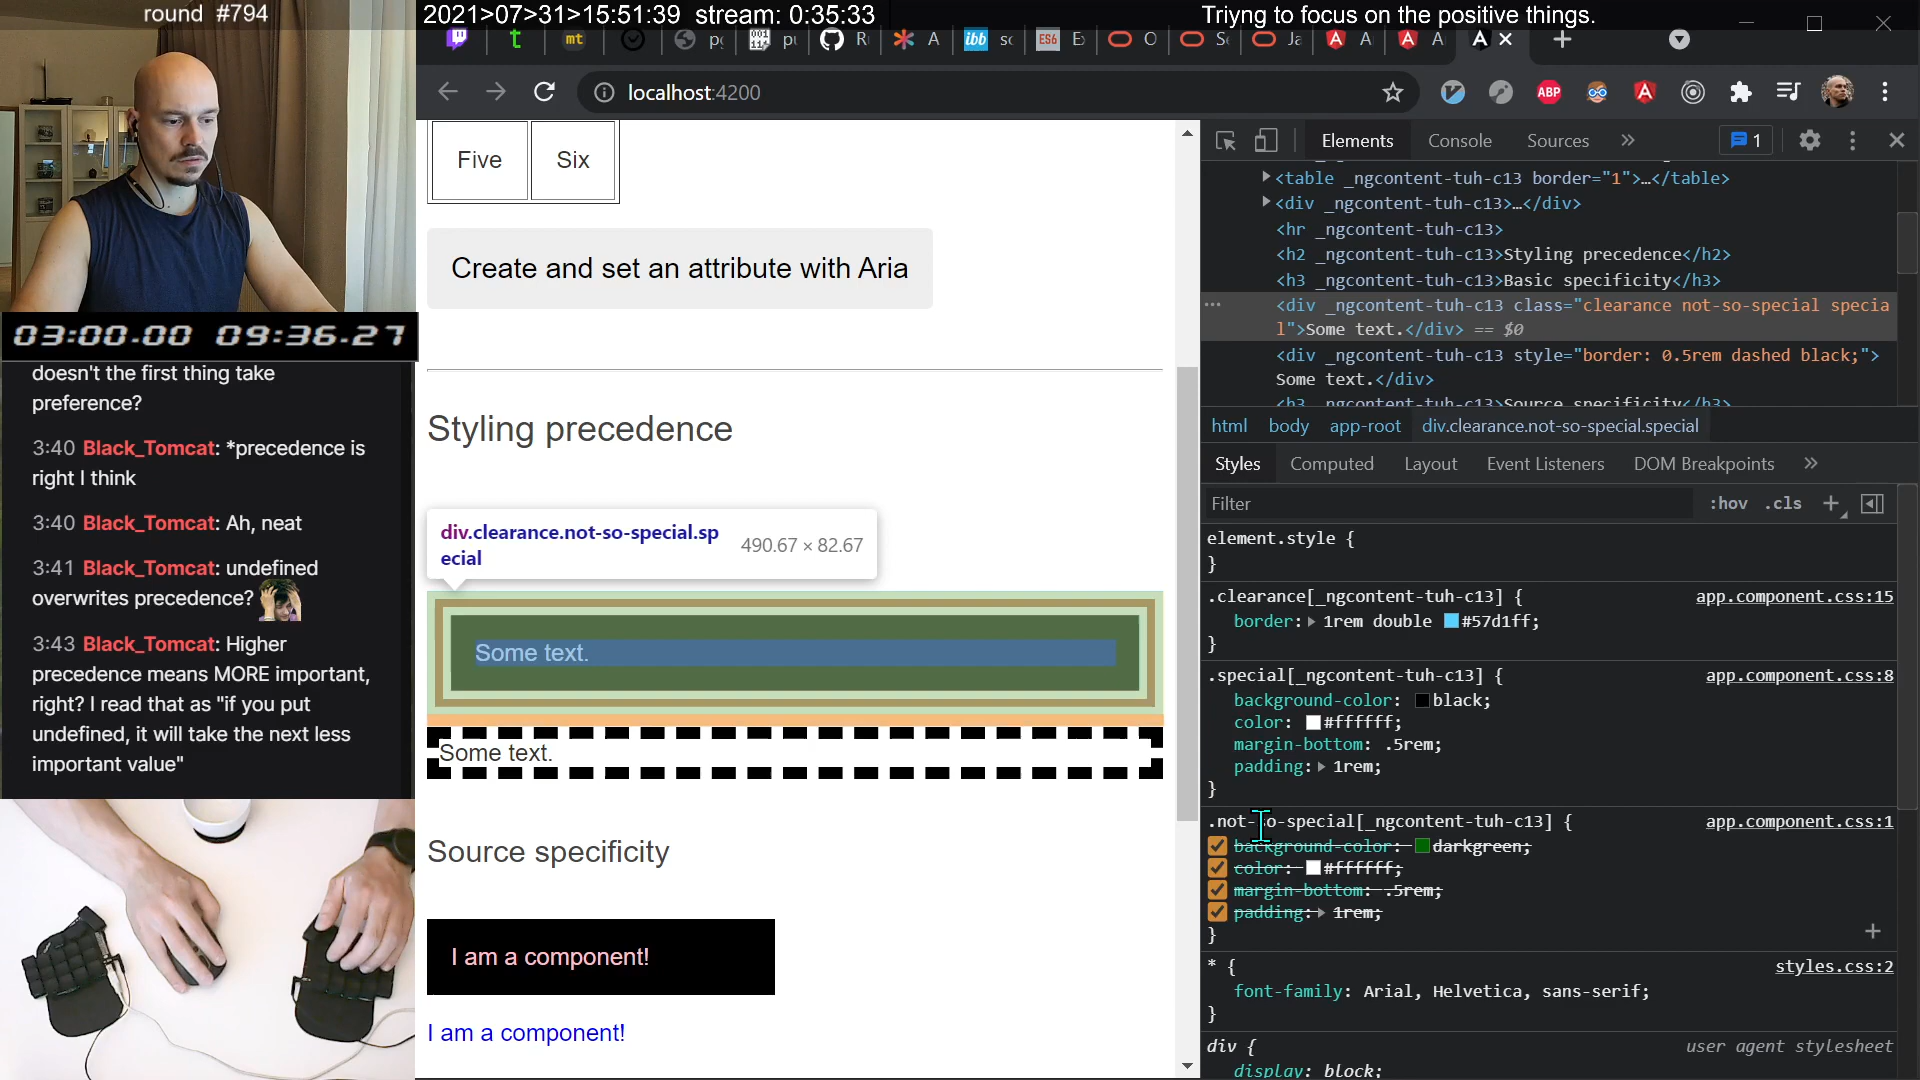 round #794
2021>07>31>15:51:39 stream: 0:35:33
Triyng to focus on the positive things.
localhost:4200
03:00.00 09:36.27
doesn't the first thing take
preference?
3:40 Black_Tomcat: *precedence is
right I think
3:40 Black_Tomcat: Ah, neat
3:41 Black_Tomcat: undefined
overwrites precedence?
3:43 Black_Tomcat: Higher
precedence means MORE important,
right? I read that as "if you put
undefined, it will take the next less
important value"
Five Six
Create and set an attribute with Aria
Styling precedence
div.clearance.not-so-special.sp
ecial
490.67 × 82.67
Some text.
Some text.
Source specificity
I am a component!
I am a component!
Elements Console Sources » 1
<table _ngcontent-tuh-c13 border="1">…</table>
<div _ngcontent-tuh-c13>…</div>
<hr _ngcontent-tuh-c13>
<h2 _ngcontent-tuh-c13>Styling precedence</h2>
<h3 _ngcontent-tuh-c13>Basic specificity</h3>
<div _ngcontent-tuh-c13 class="clearance not-so-special specia
l">Some text.</div> == $0
<div _ngcontent-tuh-c13 style="border: 0.5rem dashed black;">
Some text.</div>
<h3 _ngcontent-tuh-c13>Source specificity</h3>
html body app-root div.clearance.not-so-special.special
Styles Computed Layout Event Listeners DOM Breakpoints »
Filter :hov .cls
element.style {
}
.clearance[_ngcontent-tuh-c13] { app.component.css:15
border: 1rem double #57d1ff;
}
.special[_ngcontent-tuh-c13] { app.component.css:8
background-color: black;
color: #ffffff;
margin-bottom: .5rem;
padding: 1rem;
}
.not-so-special[_ngcontent-tuh-c13] { app.component.css:1
background-color: darkgreen;
color: #ffffff;
margin-bottom: .5rem;
padding: 1rem;
}
* { styles.css:2
font-family: Arial, Helvetica, sans-serif;
}
div { user agent stylesheet
display: block;